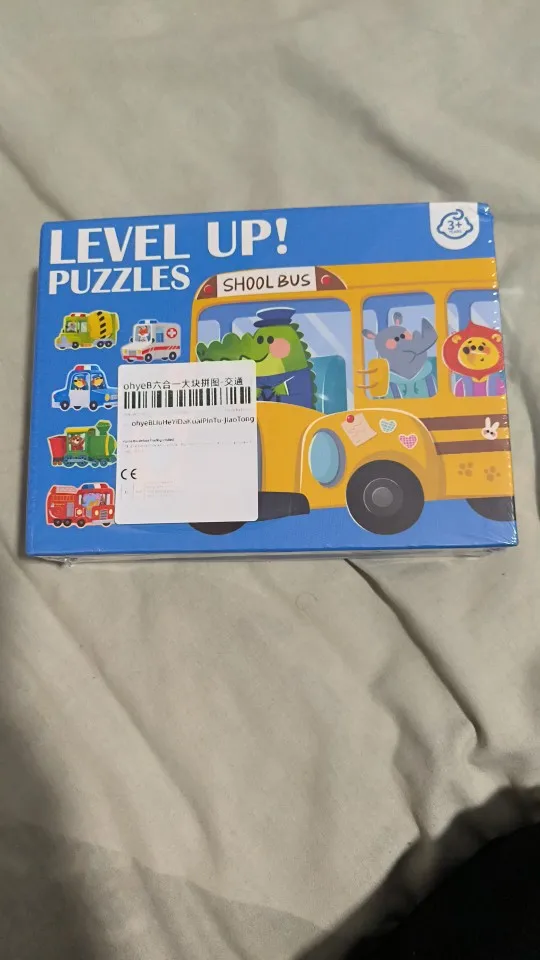 LEVEL UP!
PUZZLES
3+
YEARS
SHOOL BUS
ohyeB六合一大块拼图-交通
ohyeBLiuHeYiDaKuaiPinTu-JiaoTong
CE